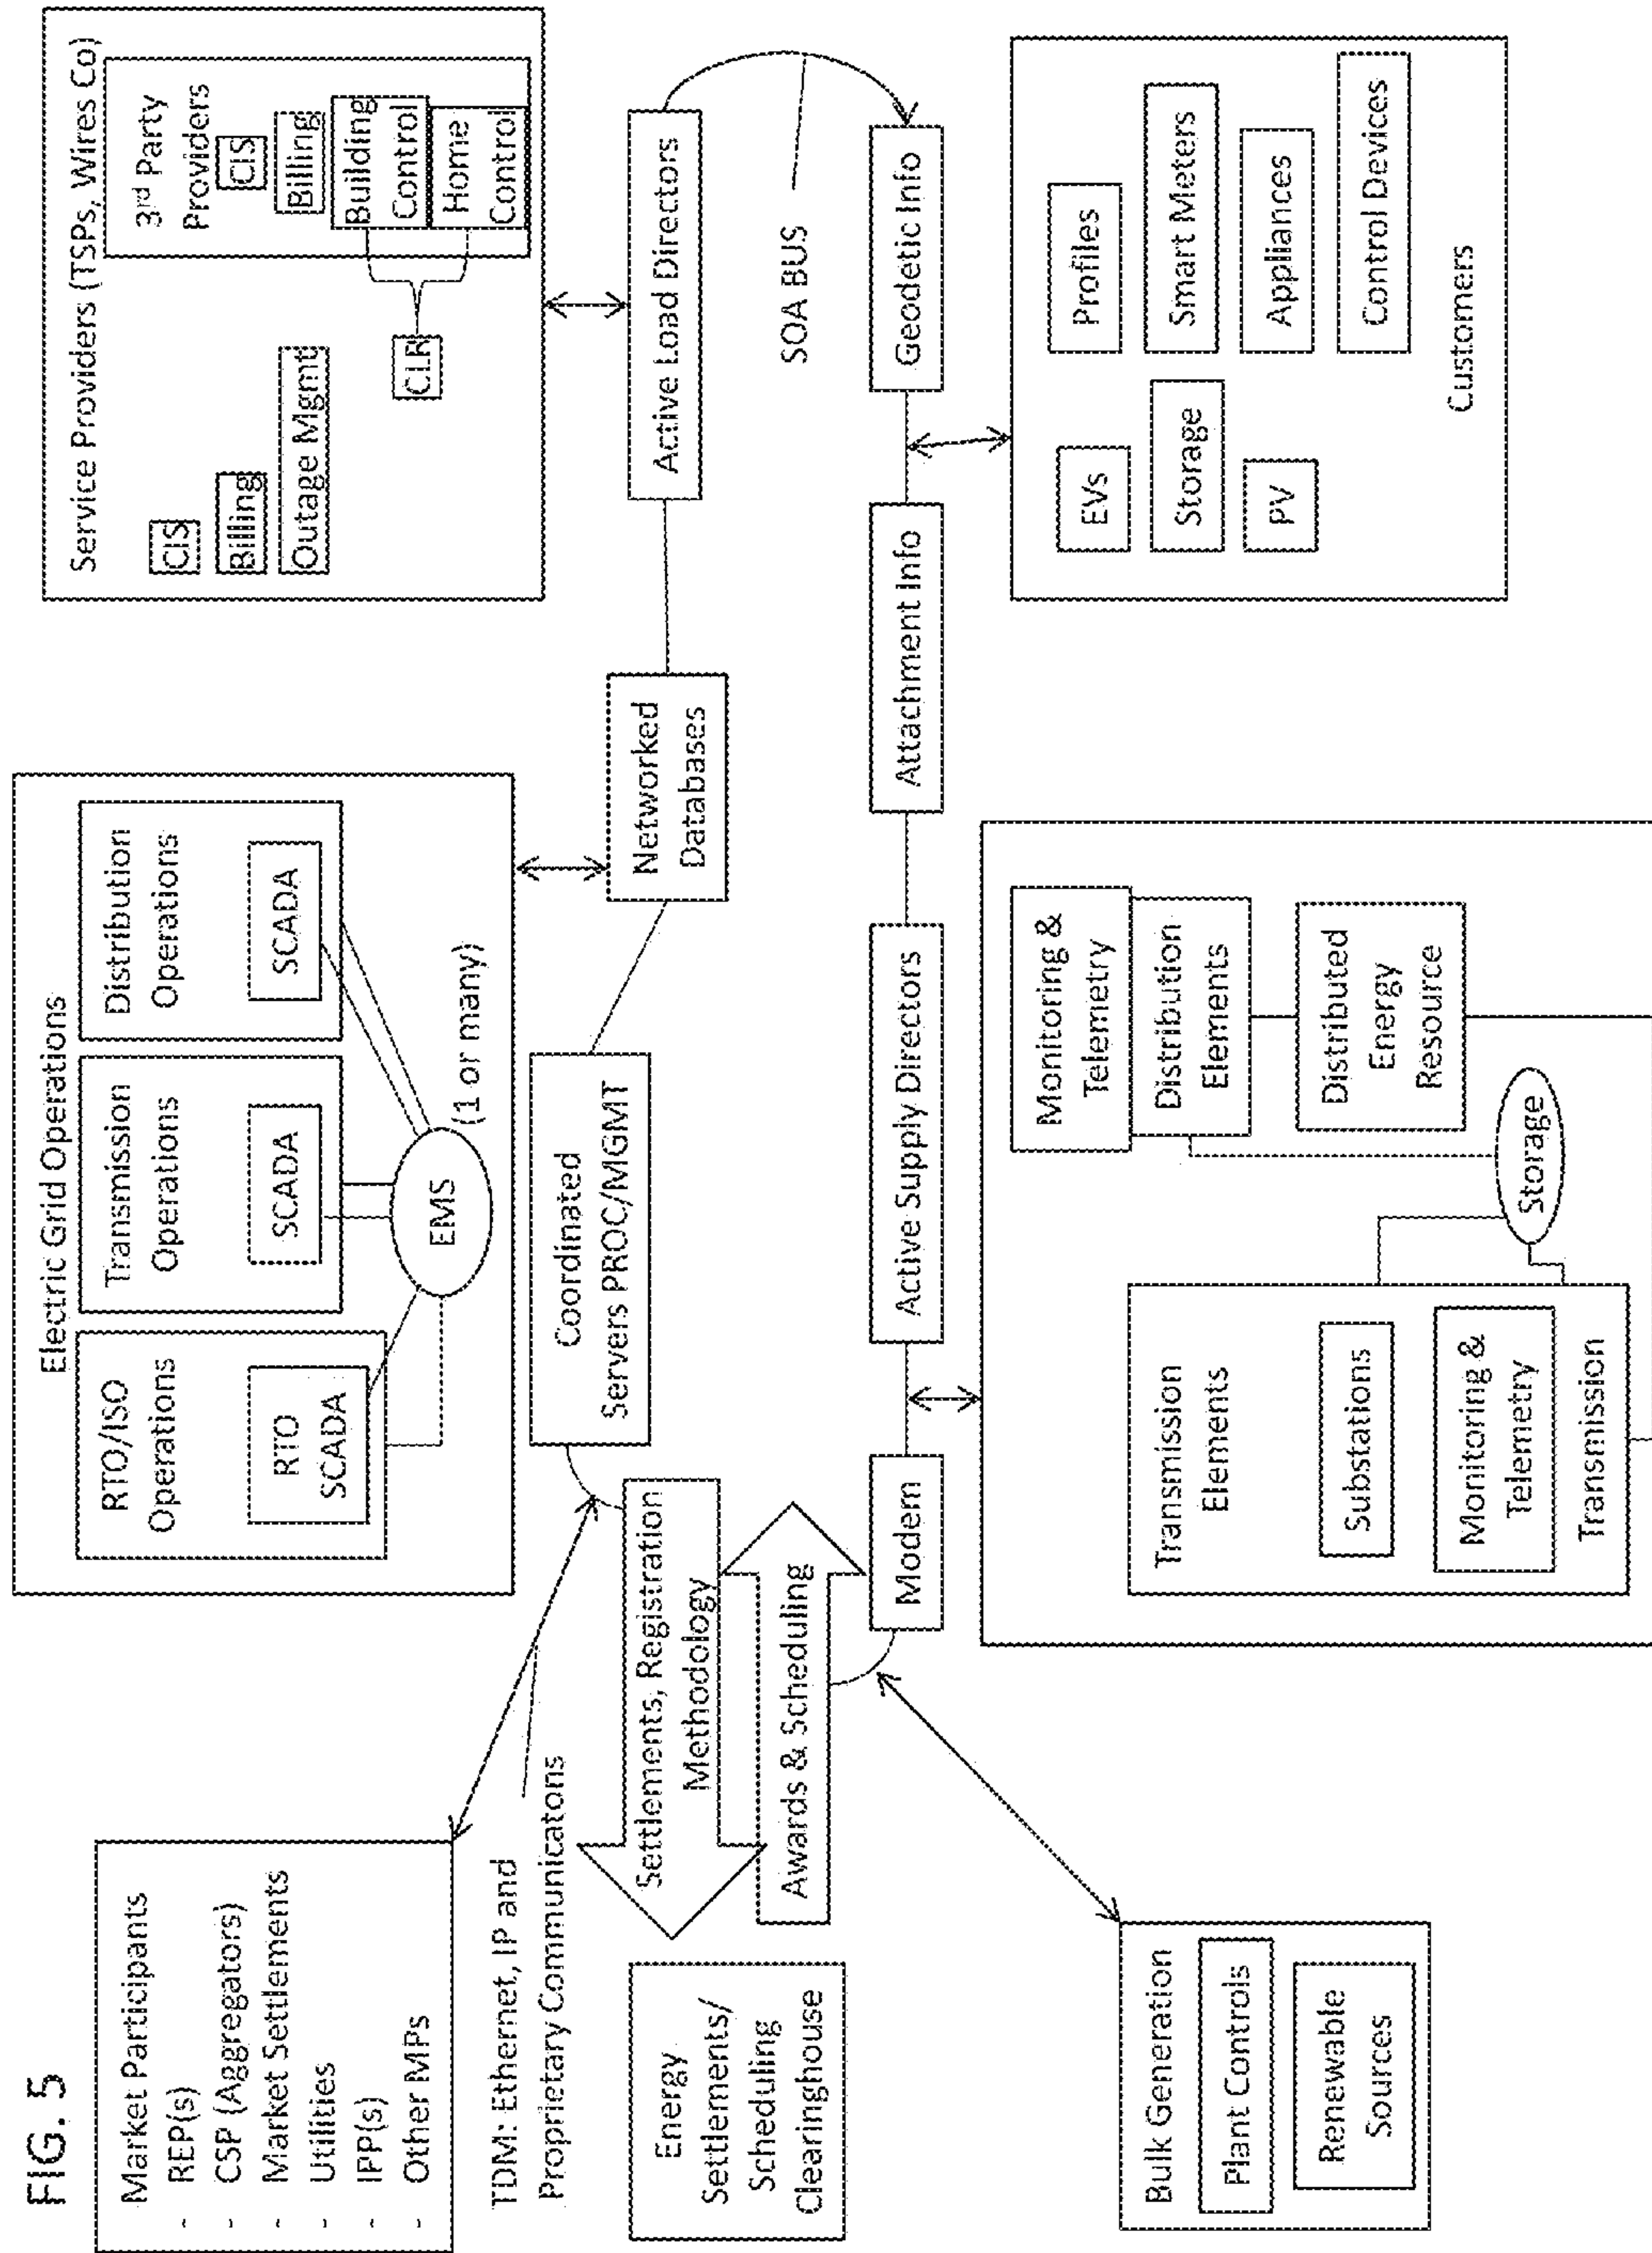 FIG. 5
Market Participants
- REP(s)
- CSP (Aggregators)
- Market Settlements
- Utilities
- IPP(s)
- Other MPs
TDM: Ethernet, IP and
Proprietary Communicatons
Energy
Settlements/
Scheduling
Clearinghouse
Bulk Generation
Plant Controls
Renewable
Sources
Electric Grid Operations
RTO/ISO
Operations
RTO
SCADA
Transmission
Operations
SCADA
Distribution
Operations
SCADA
EMS
(1 or many)
Coordinated
Servers PROC/MGMT
Settlements, Registration
Methodology
Awards & Scheduling
Modem
Active Supply Directors
Attachment Info
Geodetic Info
Networked
Databases
Active Load Directors
SOA BUS
Service Providers (TSPs, Wires Co)
CIS
Billing
Outage Mgmt
CLR
3rd Party
Providers
CIS
Billing
Building
Control
Home
Control
Transmission
Elements
Substations
Monitoring &
Telemetry
Transmission
Monitoring &
Telemetry
Distribution
Elements
Distributed
Energy
Resource
Storage
EVs
Storage
PV
Profiles
Smart Meters
Appliances
Control Devices
Customers